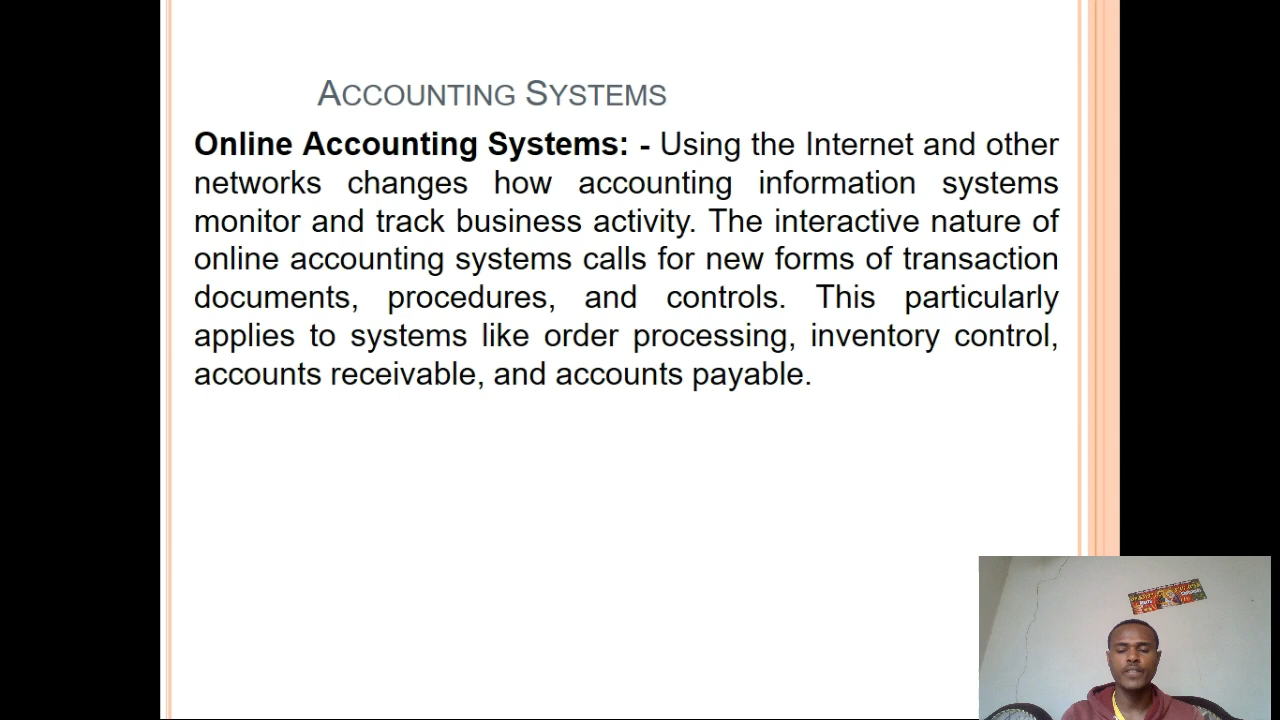 ACCOUNTING SYSTEMS
Online Accounting Systems: - Using the Internet and other
networks changes how accounting information systems
monitor and track business activity. The interactive nature of
online accounting systems calls for new forms of transaction
documents, procedures, and controls. This particularly
applies to systems like order processing, inventory control,
accounts receivable, and accounts payable.